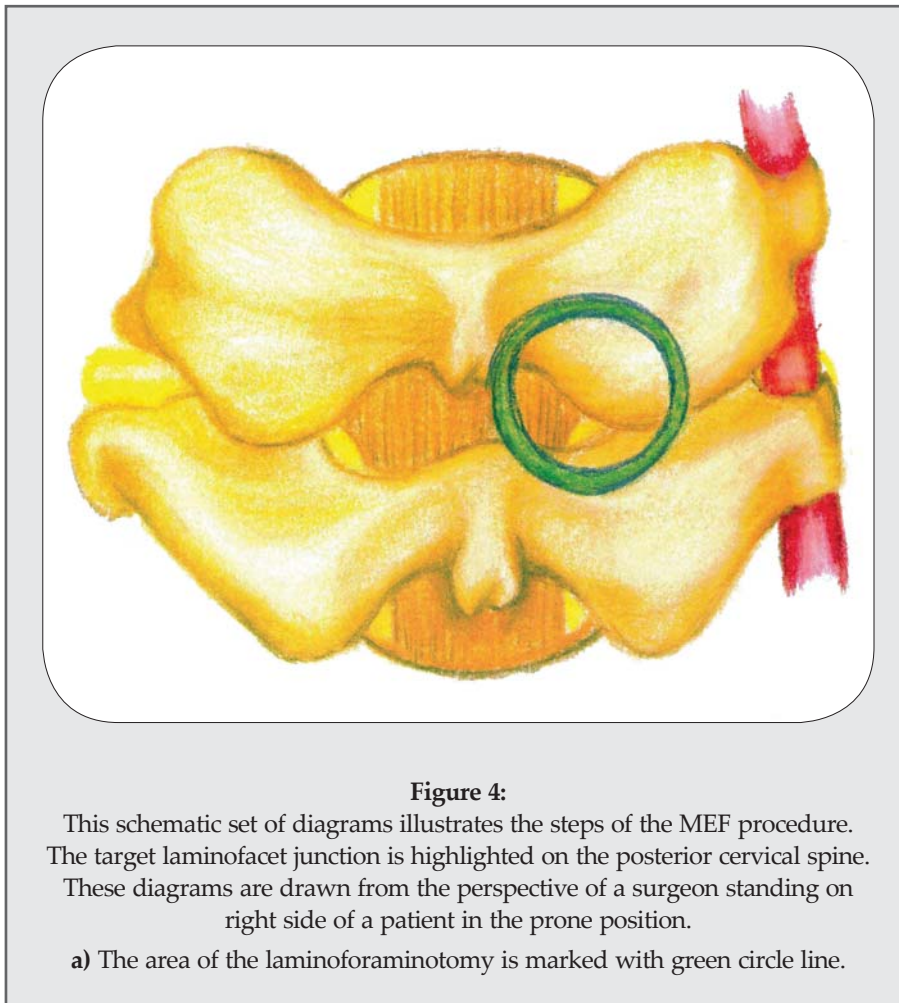 Figure 4:
This schematic set of diagrams illustrates the steps of the MEF procedure.
The target laminofacet junction is highlighted on the posterior cervical spine.
These diagrams are drawn from the perspective of a surgeon standing on
right side of a patient in the prone position.
a) The area of the laminoforaminotomy is marked with green circle line.